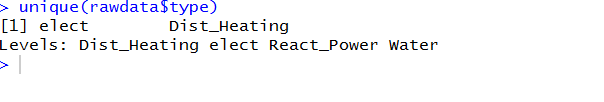 > unique(rawdata$type)
[1] elect        Dist_Heating
Levels: Dist_Heating elect React_Power Water
>